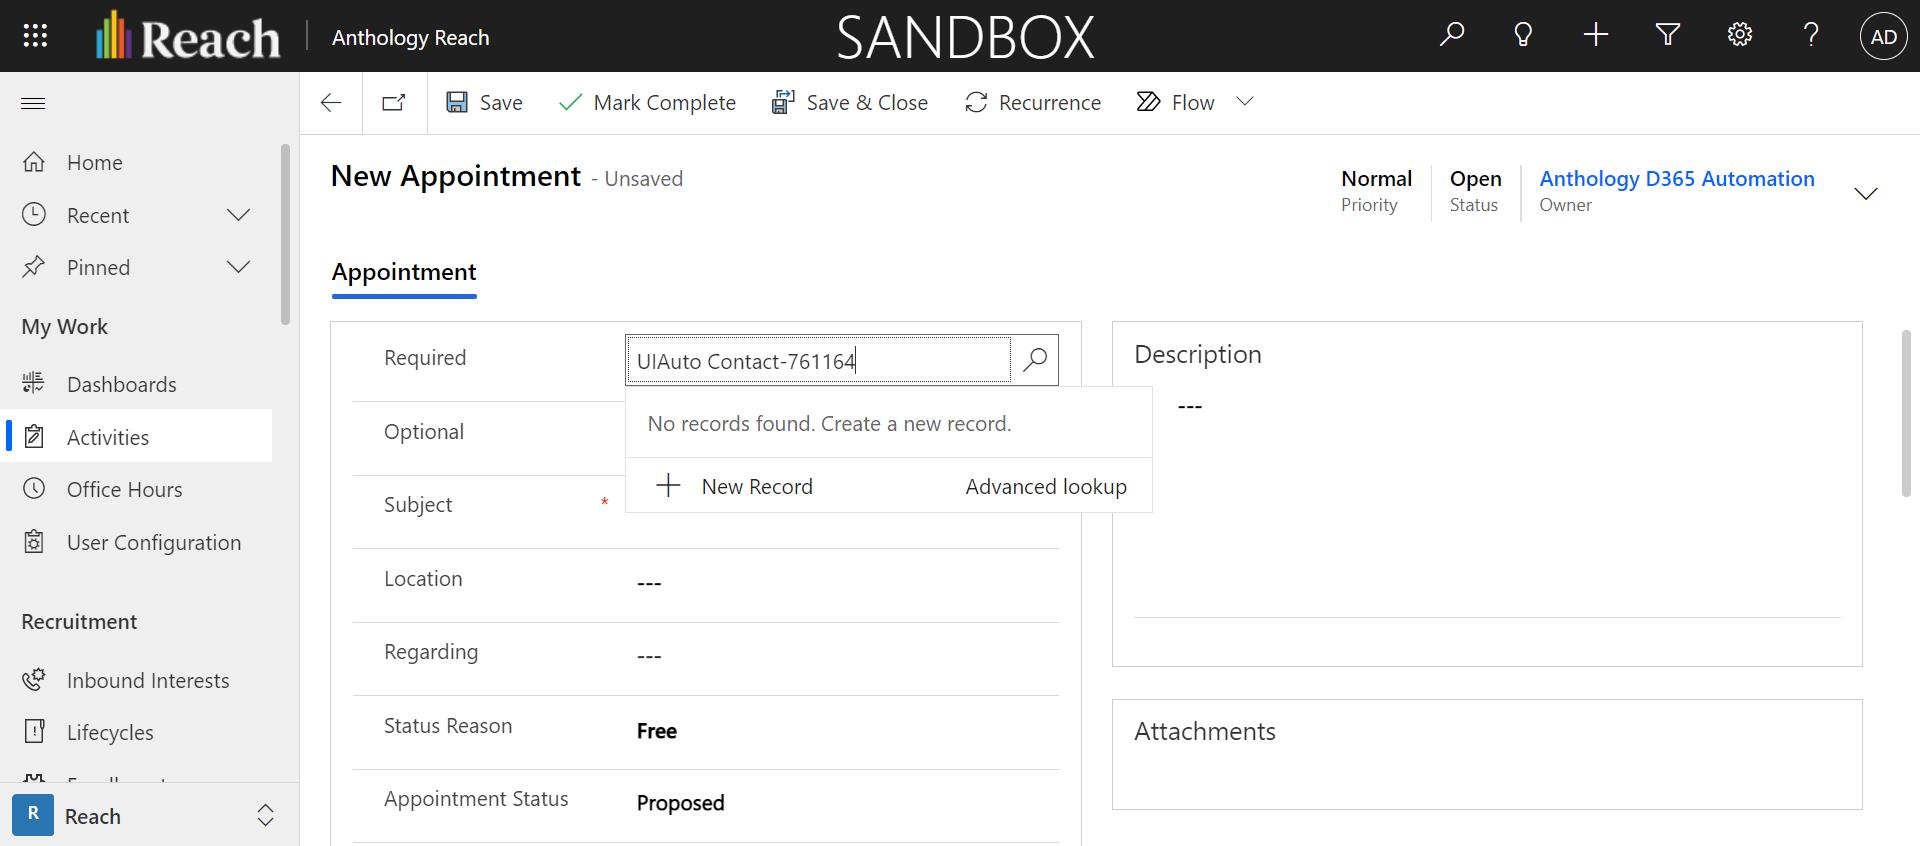 Reach
Anthology Reach
SANDBOX
AD
Save
Mark Complete
Save & Close
Recurrence
Flow
Home
Recent
Pinned
My Work
Dashboards
Activities
Office Hours
User Configuration
Recruitment
Inbound Interests
Lifecycles
R
Reach
New Appointment - Unsaved
Normal
Priority
Open
Status
Anthology D365 Automation
Owner
Appointment
Required
UIAuto Contact-761164
No records found. Create a new record.
New Record
Advanced lookup
Optional
Subject *
Location ---
Regarding ---
Status Reason Free
Appointment Status Proposed
Description
---
Attachments